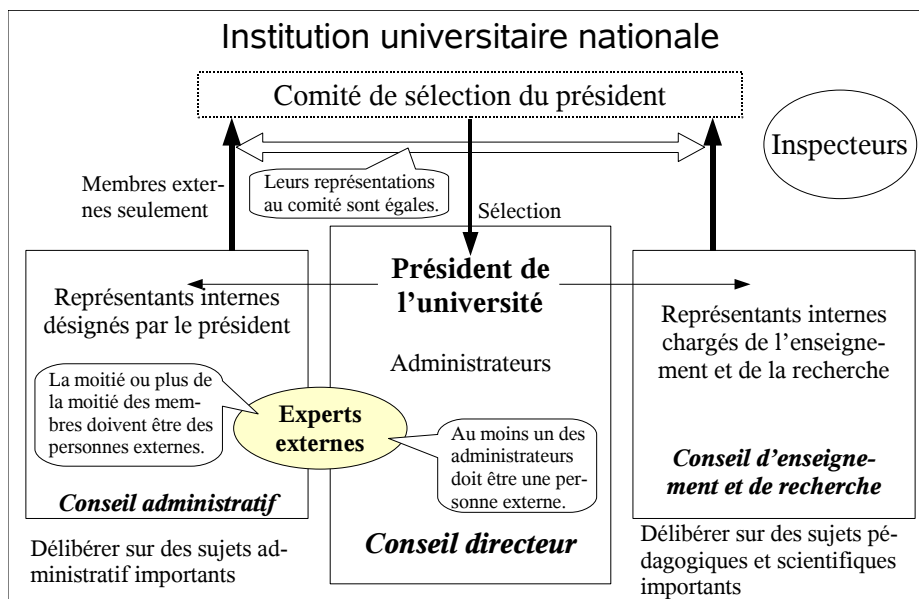 Institution universitaire nationale
Comité de sélection du président
Inspecteurs
Membres exter-
nes seulement
Leurs représentations
au comité sont égales.
Sélection
Représentants internes
désignés par le président
La moitié ou plus de
la moitié des mem-
bres doivent être des
personnes externes.
Conseil administratif
Délibérer sur des sujets ad-
ministratif importants
Président de
l'université
Administrateurs
Experts
externes
Au moins un des
administrateurs
doit être une per-
sonne externe.
Conseil directeur
Représentants internes
chargés de l'enseigne-
ment et de la recherche
Conseil d'enseigne-
ment et de recherche
Délibérer sur des sujets pé-
dagogiques et scientifiques
importants